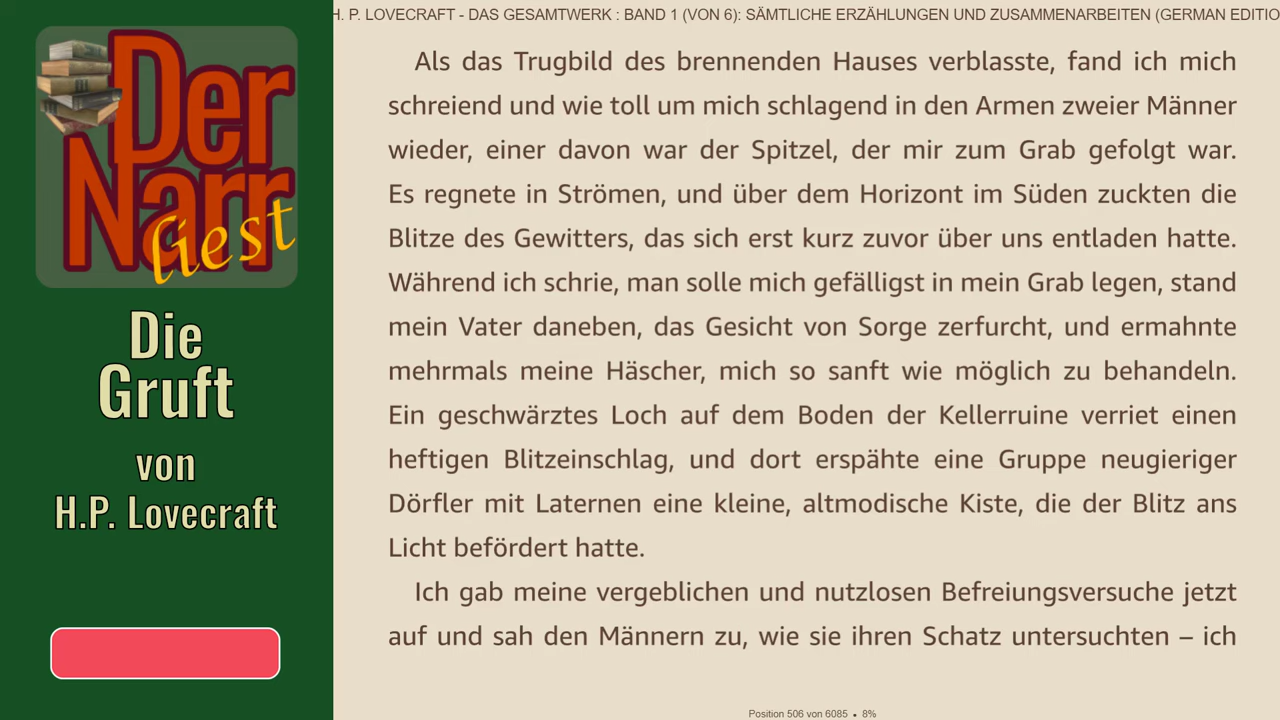 Der
Narr
liest
Die
Gruft
von
H.P. Lovecraft
H. P. LOVECRAFT - DAS GESAMTWERK : BAND 1 (VON 6): SÄMTLICHE ERZÄHLUNGEN UND ZUSAMMENARBEITEN (GERMAN EDITIO
Als das Trugbild des brennenden Hauses verblasste, fand ich mich
schreiend und wie toll um mich schlagend in den Armen zweier Männer
wieder, einer davon war der Spitzel, der mir zum Grab gefolgt war.
Es regnete in Strömen, und über dem Horizont im Süden zuckten die
Blitze des Gewitters, das sich erst kurz zuvor über uns entladen hatte.
Während ich schrie, man solle mich gefälligst in mein Grab legen, stand
mein Vater daneben, das Gesicht von Sorge zerfurcht, und ermahnte
mehrmals meine Häscher, mich so sanft wie möglich zu behandeln.
Ein geschwärztes Loch auf dem Boden der Kellerruine verriet einen
heftigen Blitzeinschlag, und dort erspähte eine Gruppe neugieriger
Dörfler mit Laternen eine kleine, altmodische Kiste, die der Blitz ans
Licht befördert hatte.
Ich gab meine vergeblichen und nutzlosen Befreiungsversuche jetzt
auf und sah den Männern zu, wie sie ihren Schatz untersuchten – ich
Position 506 von 6085 • 8%